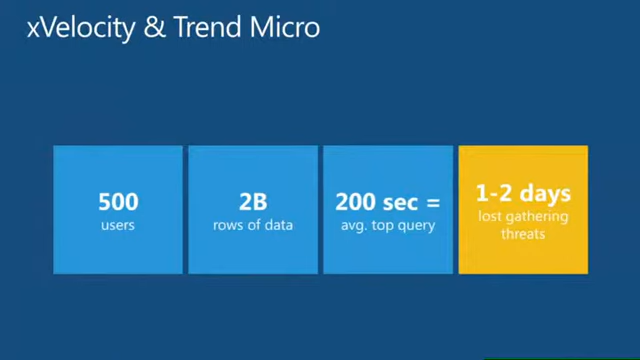 xVelocity & Trend Micro
500
users
2B
rows of data
200 sec =
avg. top query
1-2 days
lost gathering
threats